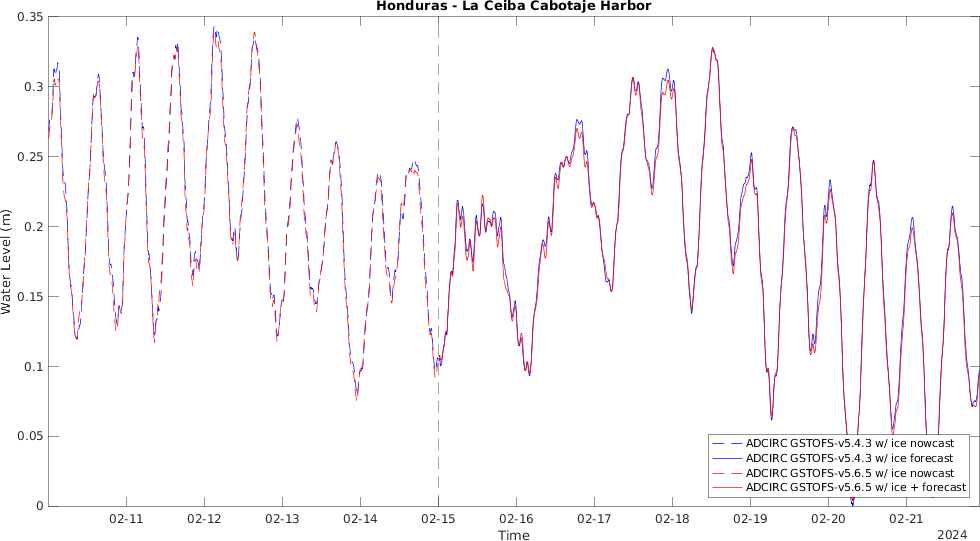 Honduras - La Ceiba Cabotaje Harbor
0.35
0.3
0.25
0.2
0.15
0.1
0.05
0
Water Level (m)
ADCIRC GSTOFS-v5.4.3 w/ ice nowcast
ADCIRC GSTOFS-v5.4.3 w/ ice forecast
ADCIRC GSTOFS-v5.6.5 w/ ice nowcast
ADCIRC GSTOFS-v5.6.5 w/ ice + forecast
02-11 02-12 02-13 02-14 02-15 02-16 02-17 02-18 02-19 02-20 02-21
Time
2024